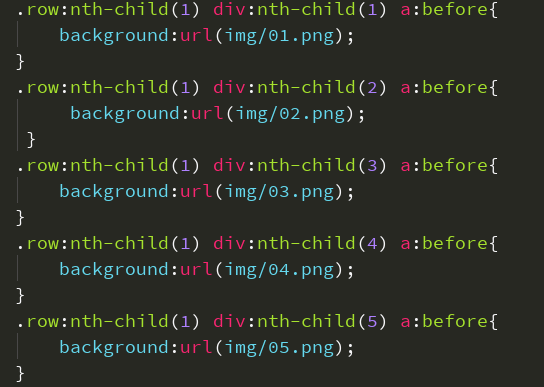 .row:nth-child(1) div:nth-child(1) a:before{
    background:url(img/01.png);
}
.row:nth-child(1) div:nth-child(2) a:before{
     background:url(img/02.png);
 }
.row:nth-child(1) div:nth-child(3) a:before{
    background:url(img/03.png);
}
.row:nth-child(1) div:nth-child(4) a:before{
    background:url(img/04.png);
}
.row:nth-child(1) div:nth-child(5) a:before{
    background:url(img/05.png);
}